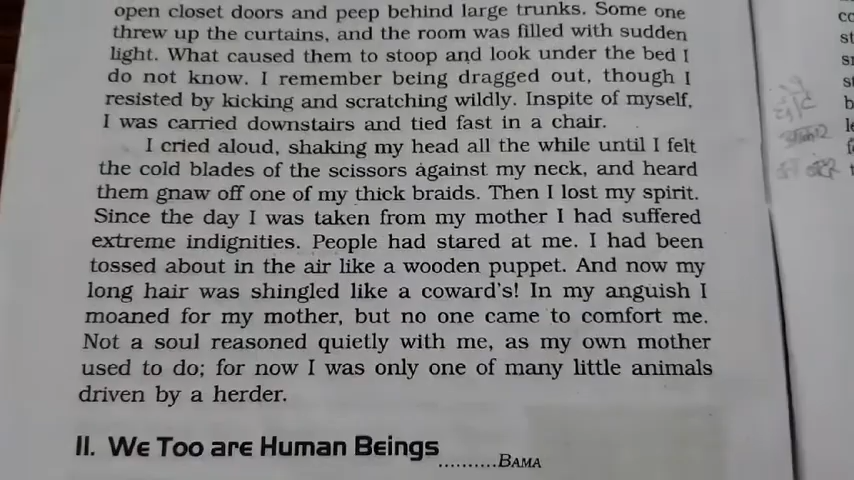 open closet doors and peep behind large trunks. Some one
threw up the curtains, and the room was filled with sudden
light. What caused them to stoop and look under the bed I
do not know. I remember being dragged out, though I
resisted by kicking and scratching wildly. Inspite of myself,
I was carried downstairs and tied fast in a chair.
I cried aloud, shaking my head all the while until I felt
the cold blades of the scissors against my neck, and heard
them gnaw off one of my thick braids. Then I lost my spirit.
Since the day I was taken from my mother I had suffered
extreme indignities. People had stared at me. I had been
tossed about in the air like a wooden puppet. And now my
long hair was shingled like a coward's! In my anguish I
moaned for my mother, but no one came to comfort me.
Not a soul reasoned quietly with me, as my own mother
used to do; for now I was only one of many little animals
driven by a herder.
II. We Too are Human Beings ..........BAMA